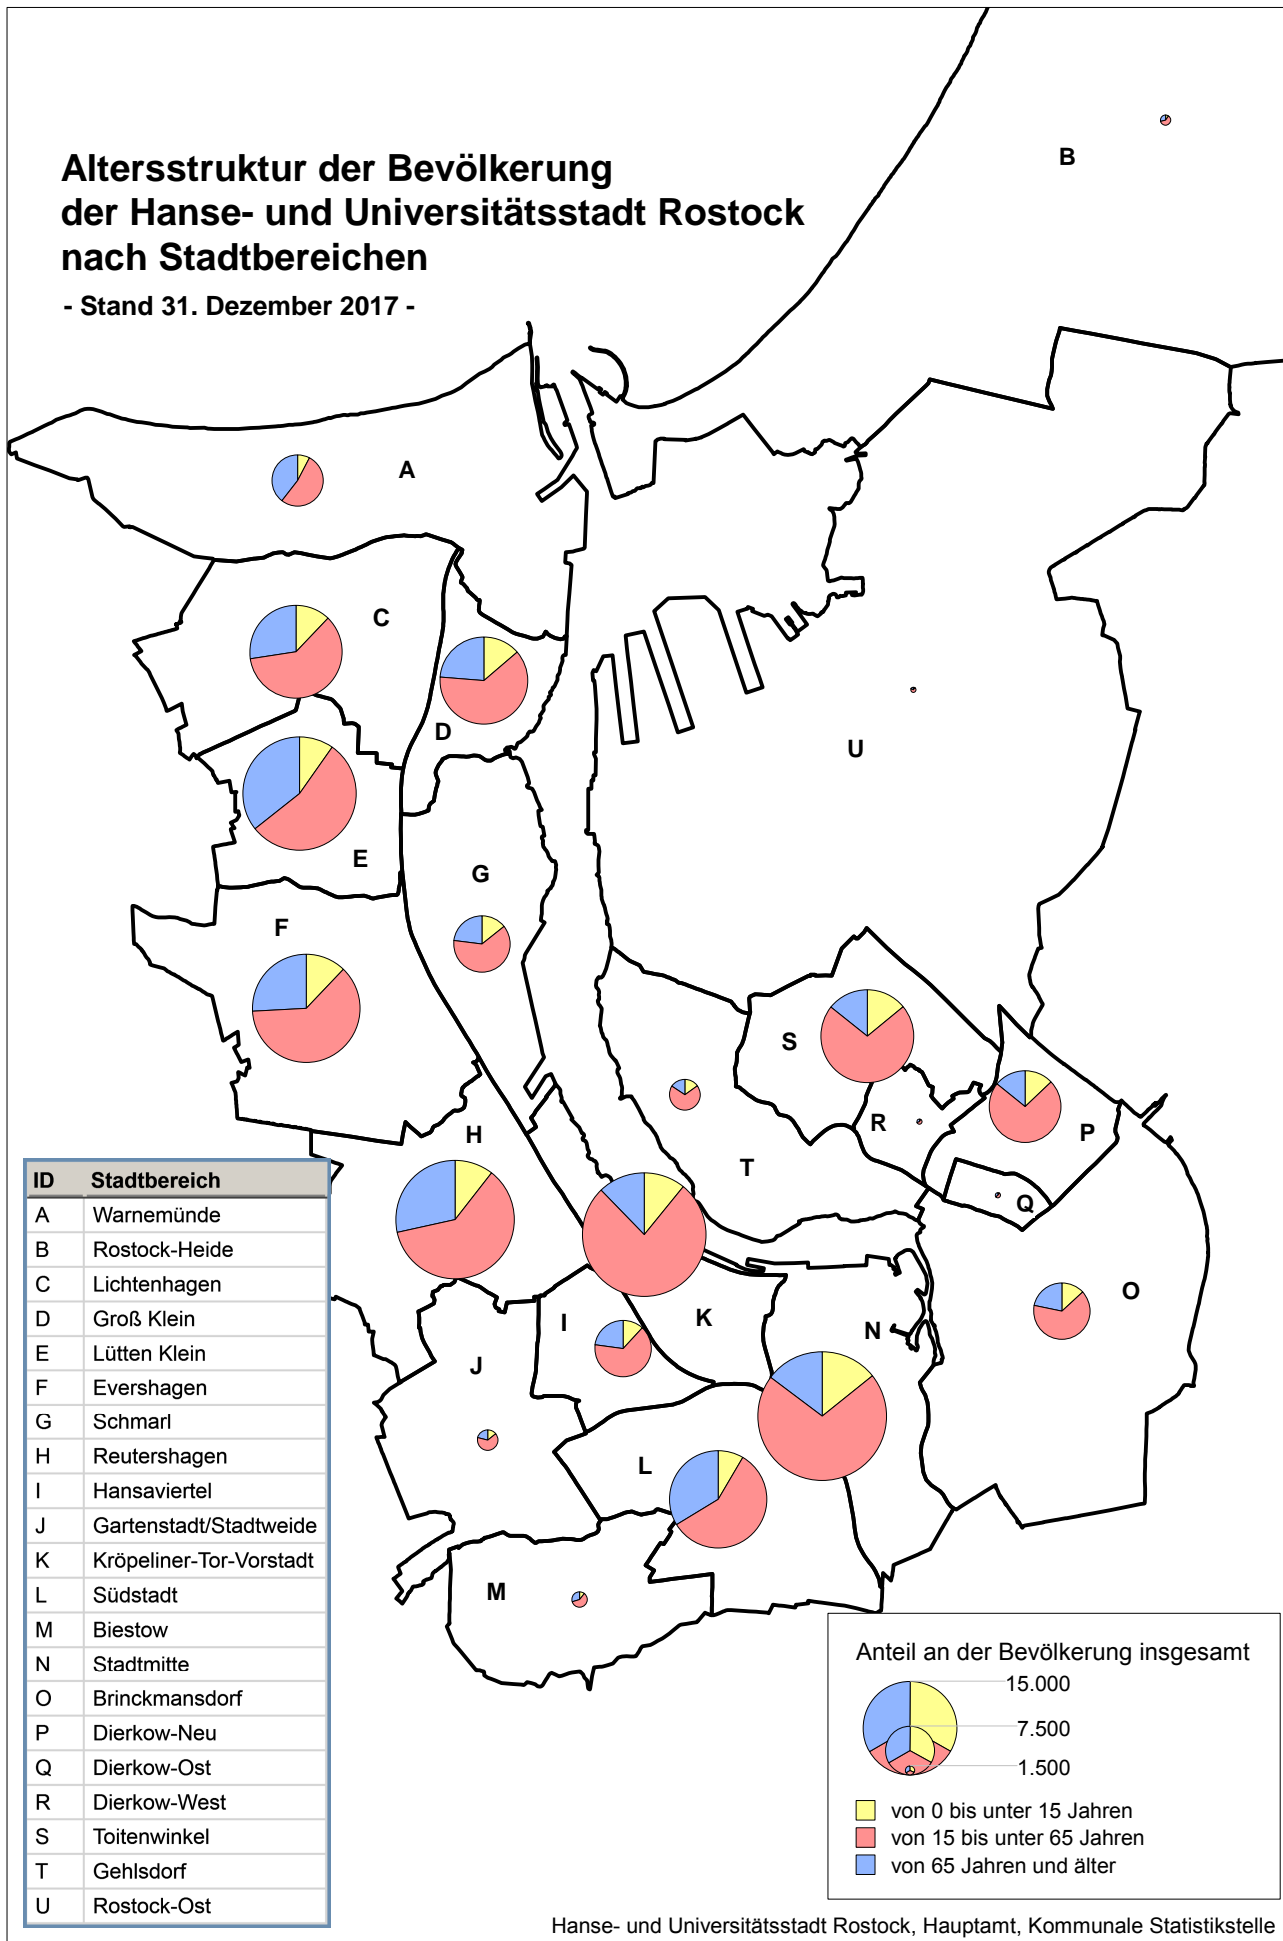 Altersstruktur der Bevölkerung
der Hanse- und Universitätsstadt Rostock
nach Stadtbereichen
- Stand 31. Dezember 2017 -
B
A
C
D
U
E
G
F
S
R
P
H
T
Q
O
I
K
N
J
L
M
ID Stadtbereich
A Warnemünde
B Rostock-Heide
C Lichtenhagen
D Groß Klein
E Lütten Klein
F Evershagen
G Schmarl
H Reutershagen
I Hansaviertel
J Gartenstadt/Stadtweide
K Kröpeliner-Tor-Vorstadt
L Südstadt
M Biestow
N Stadtmitte
O Brinckmansdorf
P Dierkow-Neu
Q Dierkow-Ost
R Dierkow-West
S Toitenwinkel
T Gehlsdorf
U Rostock-Ost
Anteil an der Bevölkerung insgesamt
15.000
7.500
1.500
von 0 bis unter 15 Jahren
von 15 bis unter 65 Jahren
von 65 Jahren und älter
Hanse- und Universitätsstadt Rostock, Hauptamt, Kommunale Statistikstelle